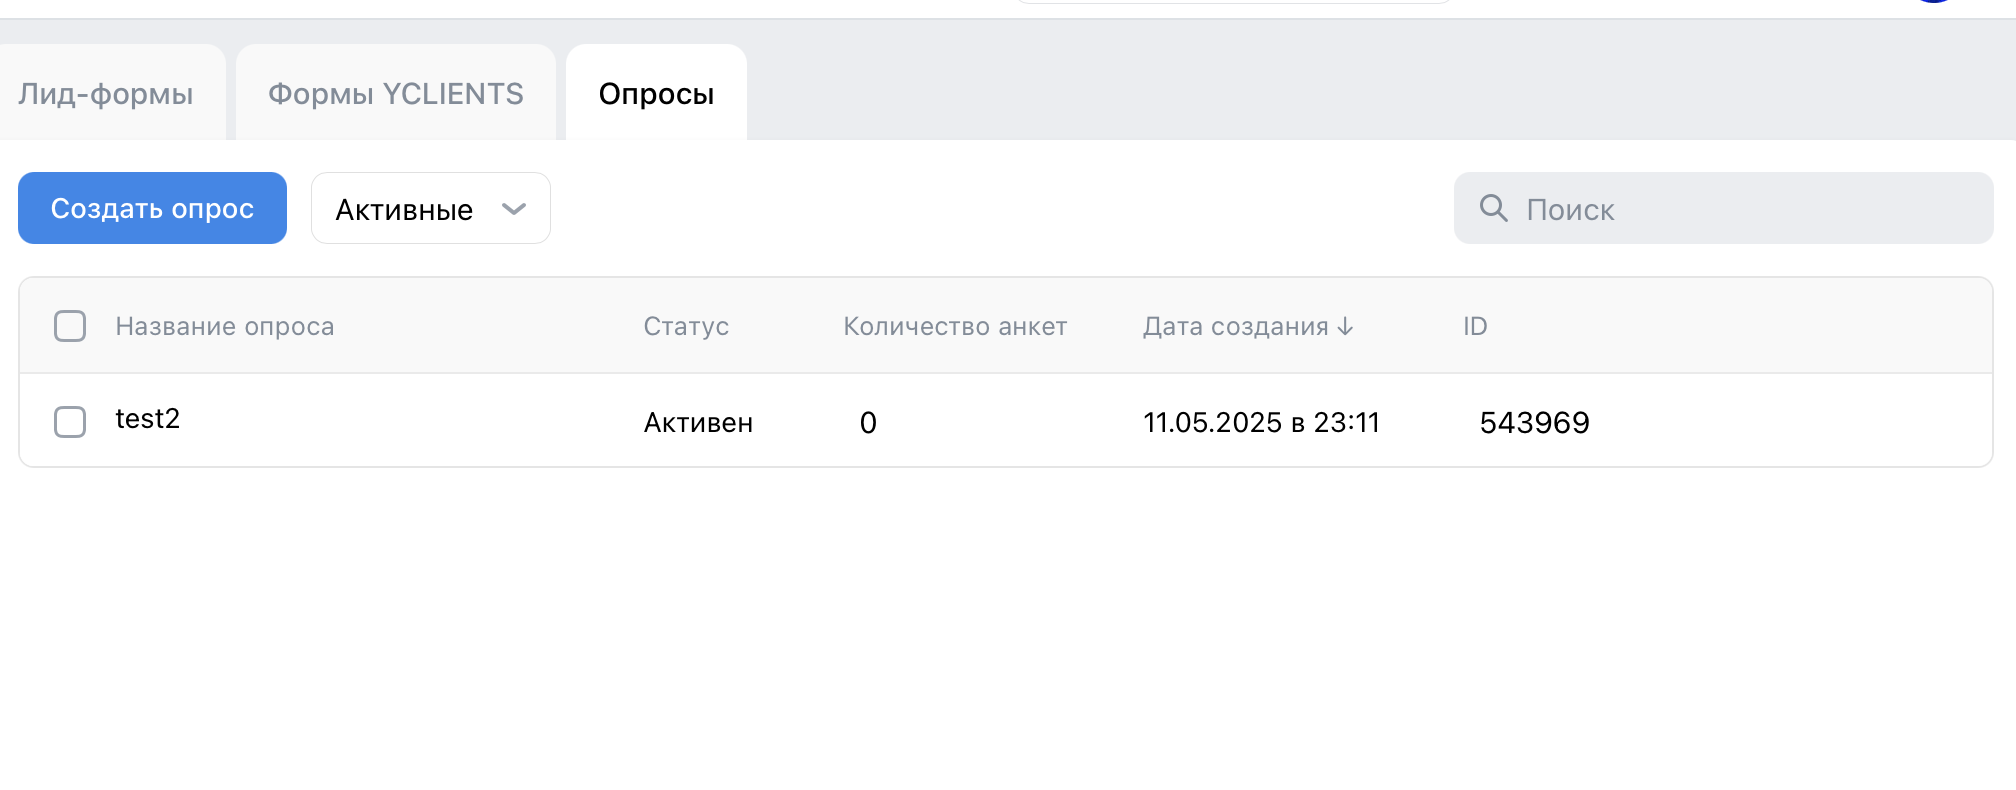 Лид-формы Формы YCLIENTS Опросы
Создать опрос Активные Поиск
Название опроса Статус Количество анкет Дата создания ↓ ID
test2 Активен 0 11.05.2025 в 23:11 543969